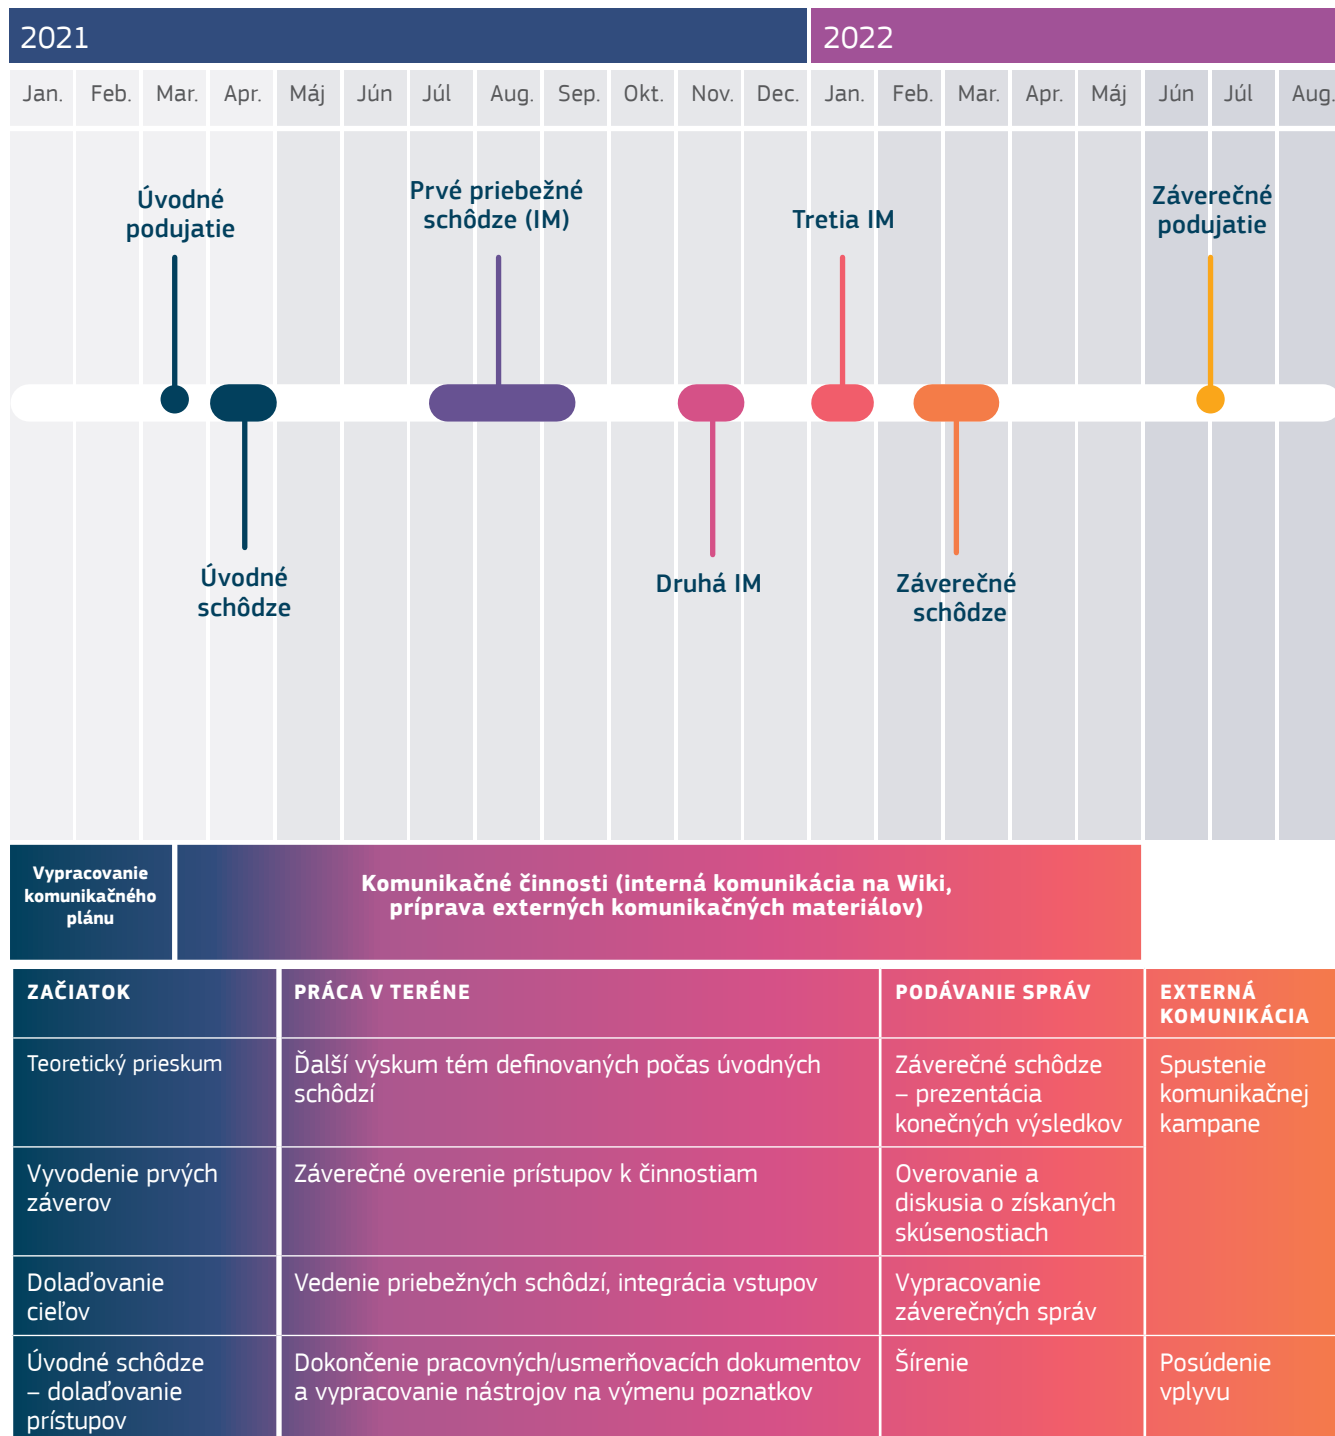 2021
2022
Jan. Feb. Mar. Apr. Máj Jún Júl Aug. Sep. Okt. Nov. Dec. Jan. Feb. Mar. Apr. Máj Jún Júl Aug.
Úvodné
podujatie
Prvé priebežné
schôdze (IM)
Tretia IM
Záverečné
podujatie
Úvodné
schôdze
Druhá IM
Záverečné
schôdze
Vypracovanie
komunikačného
plánu
Komunikačné činnosti (interná komunikácia na Wiki,
príprava externých komunikačných materiálov)
ZAČIATOK
Teoretický prieskum
Vyvodenie prvých
záverov
Dolaďovanie
cieľov
Úvodné schôdze
– dolaďovanie
prístupov
PRÁCA V TERÉNE
Ďalší výskum tém definovaných počas úvodných
schôdzí
Záverečné overenie prístupov k činnostiam
Vedenie priebežných schôdzí, integrácia vstupov
Dokončenie pracovných/usmerňovacích dokumentov
a vypracovanie nástrojov na výmenu poznatkov
PODÁVANIE SPRÁV
Záverečné schôdze
– prezentácia
konečných výsledkov
Overovanie a
diskusia o získaných
skúsenostiach
Vypracovanie
záverečných správ
Šírenie
EXTERNÁ
KOMUNIKÁCIA
Spustenie
komunikačnej
kampane
Posúdenie
vplyvu